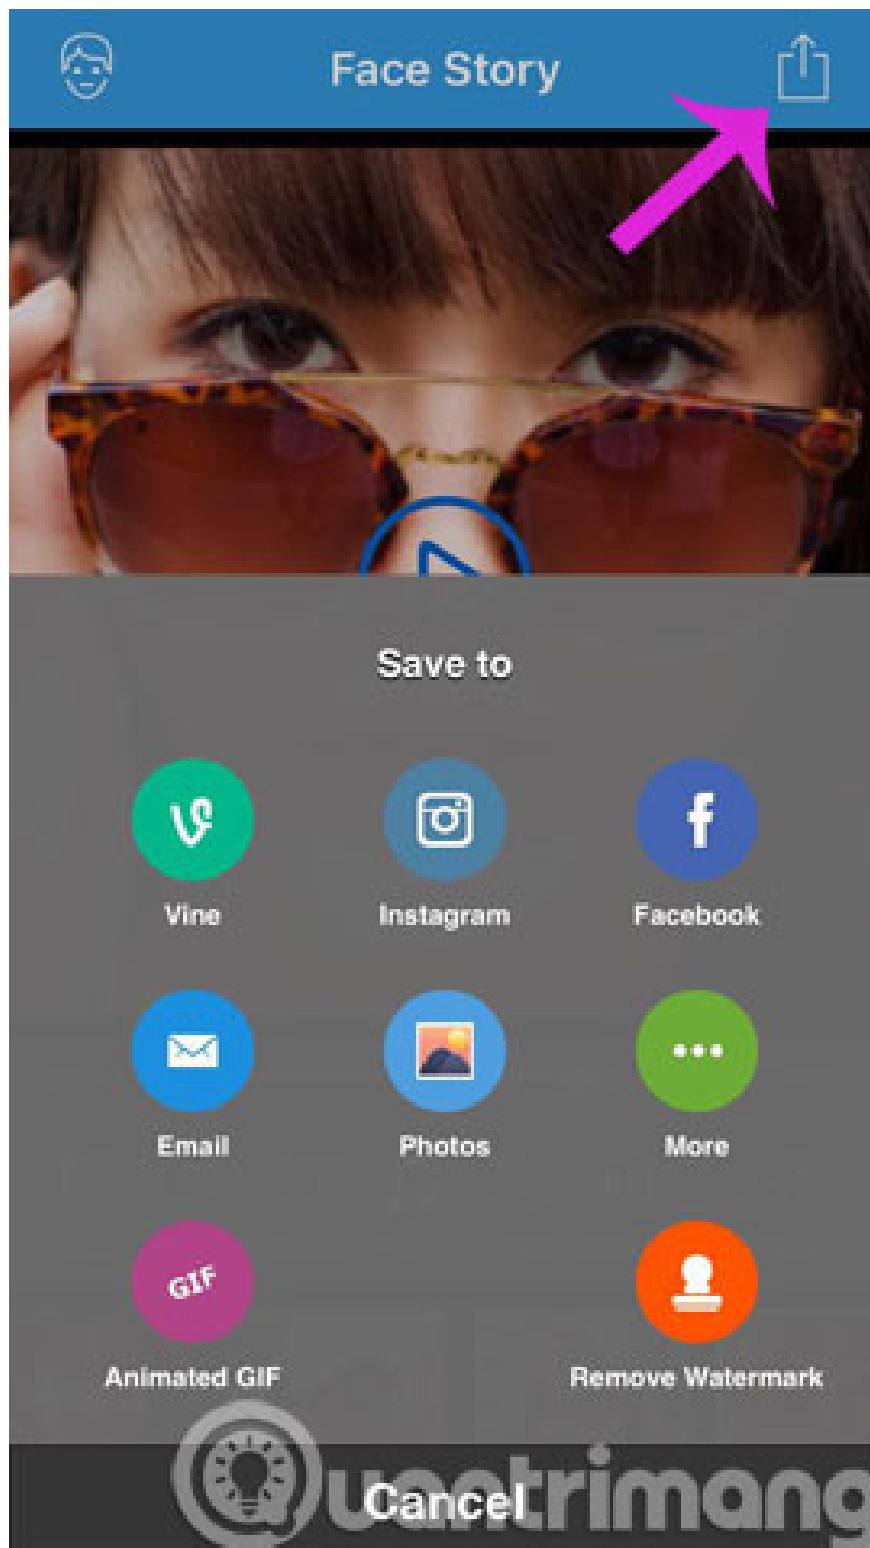 Face Story
Save to
Vine
Instagram
Facebook
Email
Photos
More
GIF
Animated GIF
Remove Watermark
Cancel
Quantrimang